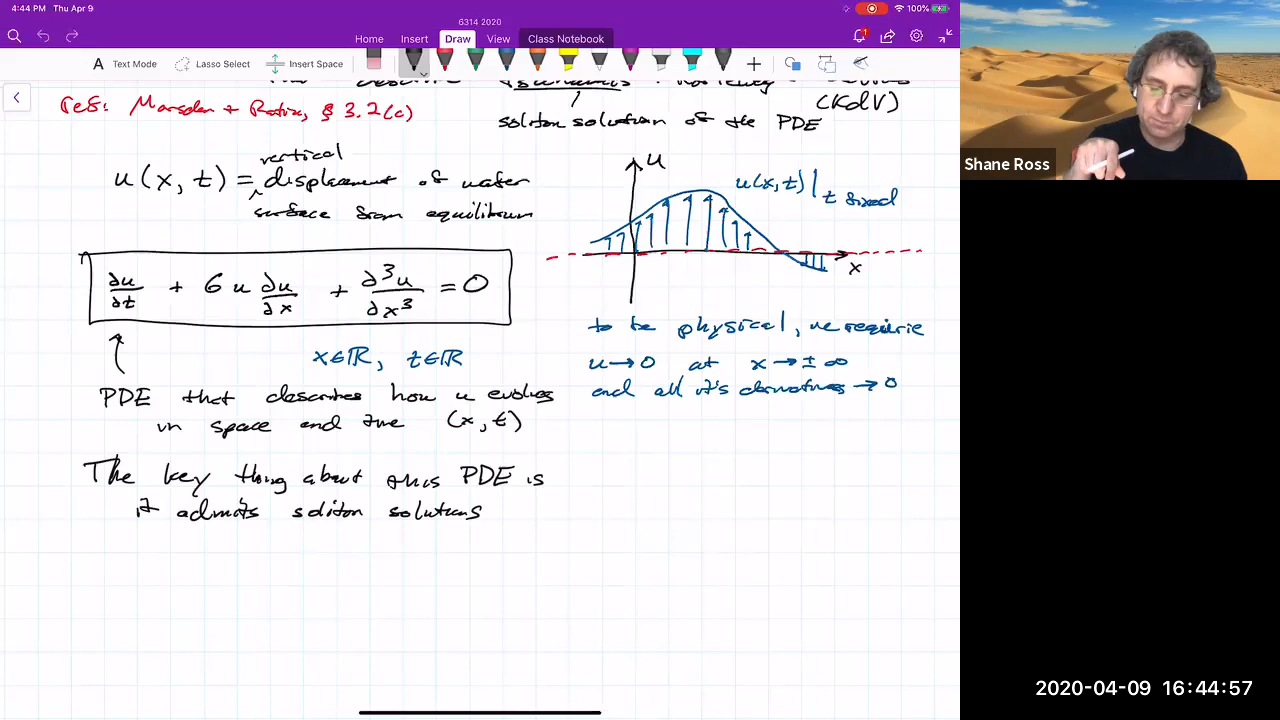 4:44 PM Thu Apr 9
100%
6314 2020
Home Insert Draw View Class Notebook
Text Mode Lasso Select Insert Space
ref: Marsden + Ratiu, § 3.2(c)
(KdV)
soliton solution of the PDE
u(x, t) = vertical displacement of water
surface from equilibrium
u
u(x,t)| t fixed
x
∂u/∂t + 6 u ∂u/∂x + ∂³u/∂x³ = 0
x∈ℝ, t∈ℝ
PDE that describes how u evolves
in space and time (x, t)
to be physical, we require
u→0 at x→ ± ∞
and all it's derivatives → 0
The key thing about this PDE is
it admits soliton solutions
Shane Ross
2020-04-09 16:44:57